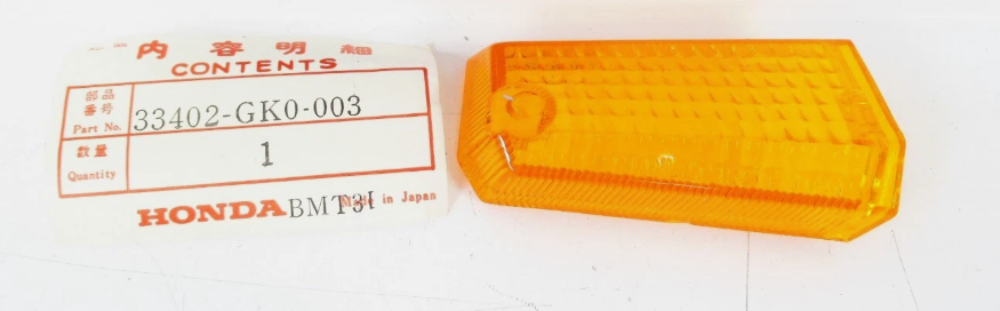 内容明細
CONTENTS
部品
番号
Part No.
33402-GK0-003
数量
Quantity
1
HONDA BMT3I Made in Japan